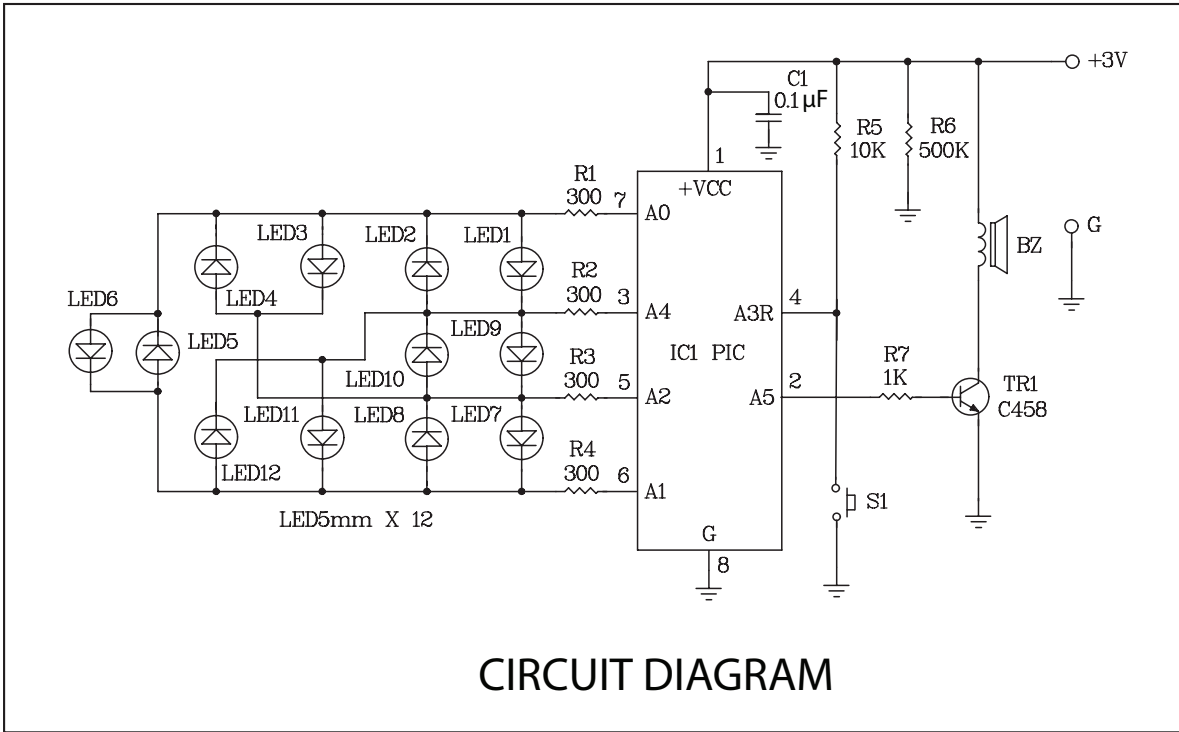 +3V
C1
0.1 µF
R5
10K
R6
500K
1
+VCC
R1
300
7
A0
LED3
LED2
LED1
BZ
G
R2
300
3
A4
LED4
LED6
LED5
LED9
4
A3R
IC1 PIC
LED10
R3
300
5
A2
2
A5
R7
1K
TR1
C458
LED11
LED8
LED7
LED12
R4
300
6
A1
S1
LED5mm X 12
G
8
CIRCUIT DIAGRAM